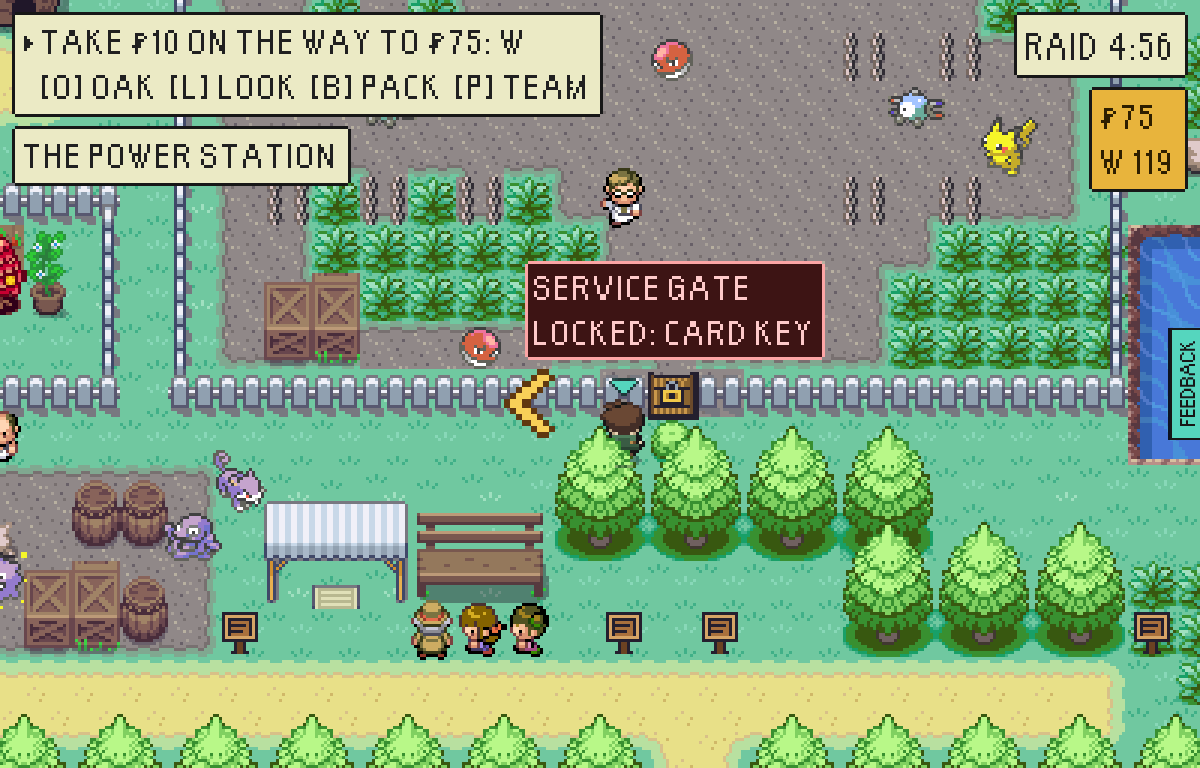 ▸TAKE ₽10 ON THE WAY TO ₽75: W
[O] OAK [L] LOOK [B] PACK [P] TEAM
THE POWER STATION
RAID 4:56
₽75
W 119
SERVICE GATE
LOCKED: CARD KEY
FEEDBACK